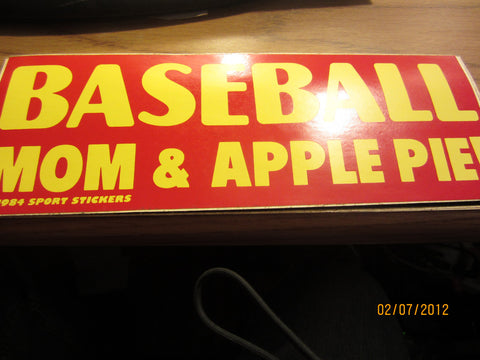 BASEBALL
MOM & APPLE PIE!
1984 SPORT STICKERS
02/07/2012